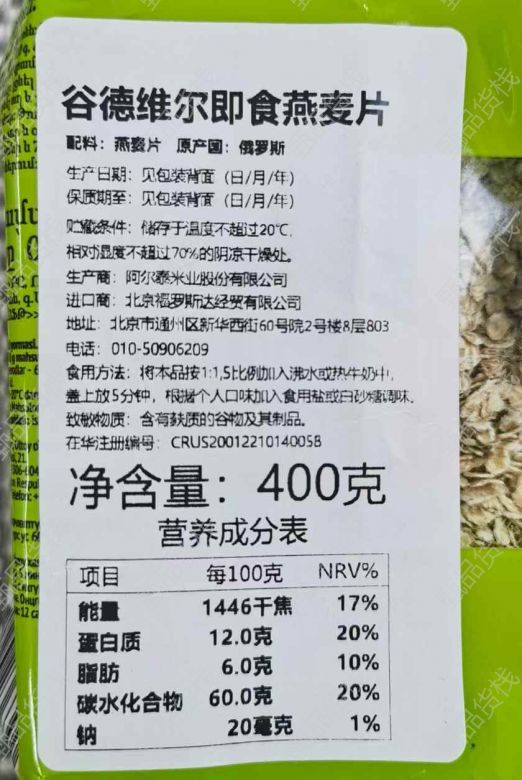 谷德维尔即食燕麦片
配料：燕麦片 原产国：俄罗斯
生产日期：见包装背面（日/月/年）
保质期至：见包装背面（日/月/年）
贮藏条件：储存于温度不超过20℃,
相对湿度不超过70%的阴凉干燥处。
生产商：阿尔泰米业股份有限公司
进口商：北京福罗斯达经贸有限公司
地址：北京市通州区新华西街60号院2号楼8层803
电话：010-50906209
食用方法：将本品按1:1,5比例加入沸水或热牛奶中,
盖上放5分钟，根据个人口味加入食用盐或白砂糖调味.
致敏物质：含有麸质的谷物及其制品。
在华注册编号：CRUS20012210140058
净含量：400克
营养成分表
项目 每100克 NRV%
能量 1446千焦 17%
蛋白质 12.0克 20%
脂肪 6.0克 10%
碳水化合物 60.0克 20%
钠 20毫克 1%